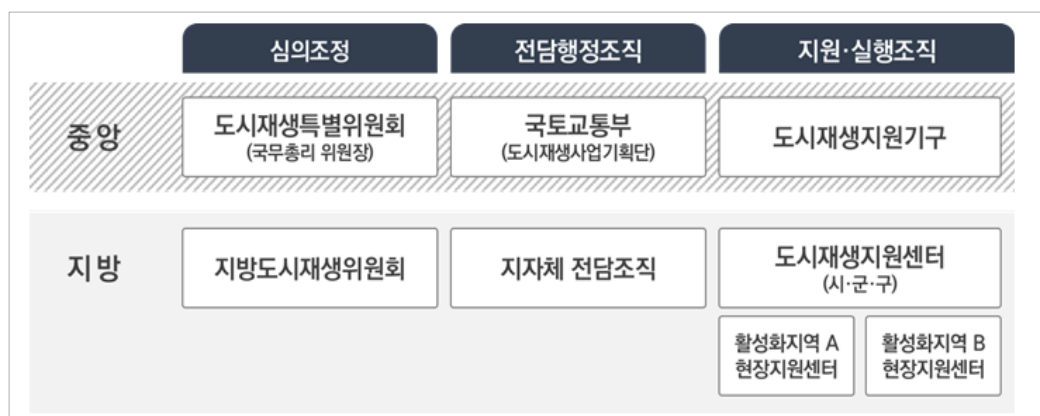 심의조정
전담행정조직
지원·실행조직
중앙
도시재생특별위원회
(국무총리 위원장)
국토교통부
(도시재생사업기획단)
도시재생지원기구
지방
지방도시재생위원회
지자체 전담조직
도시재생지원센터
(시·군·구)
활성화지역 A
현장지원센터
활성화지역 B
현장지원센터